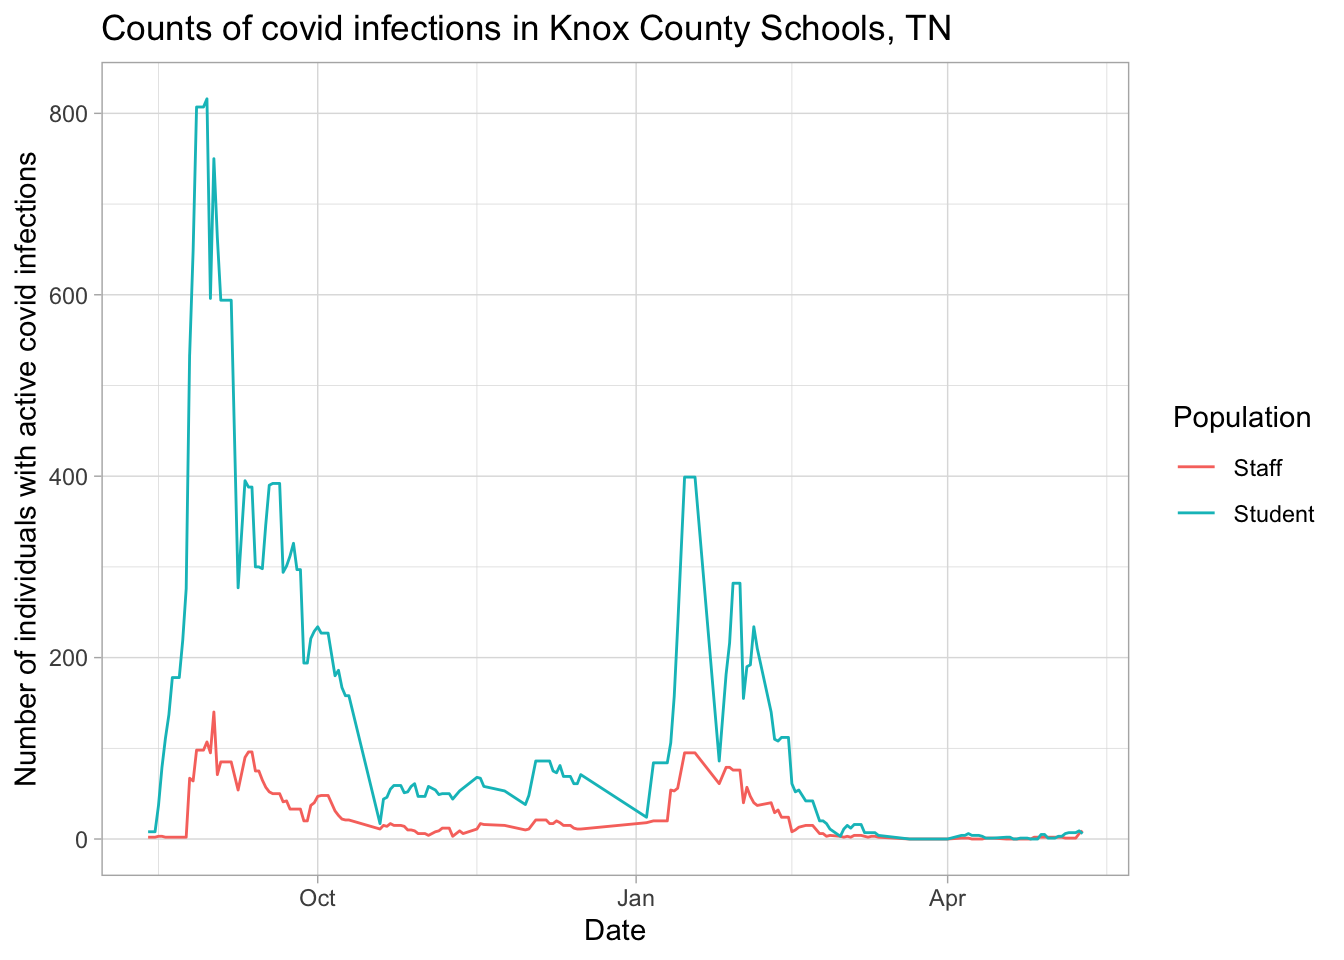 Counts of covid infections in Knox County Schools, TN
Number of individuals with active covid infections
800
600
400
200
0
Oct
Jan
Apr
Date
Population
Staff
Student